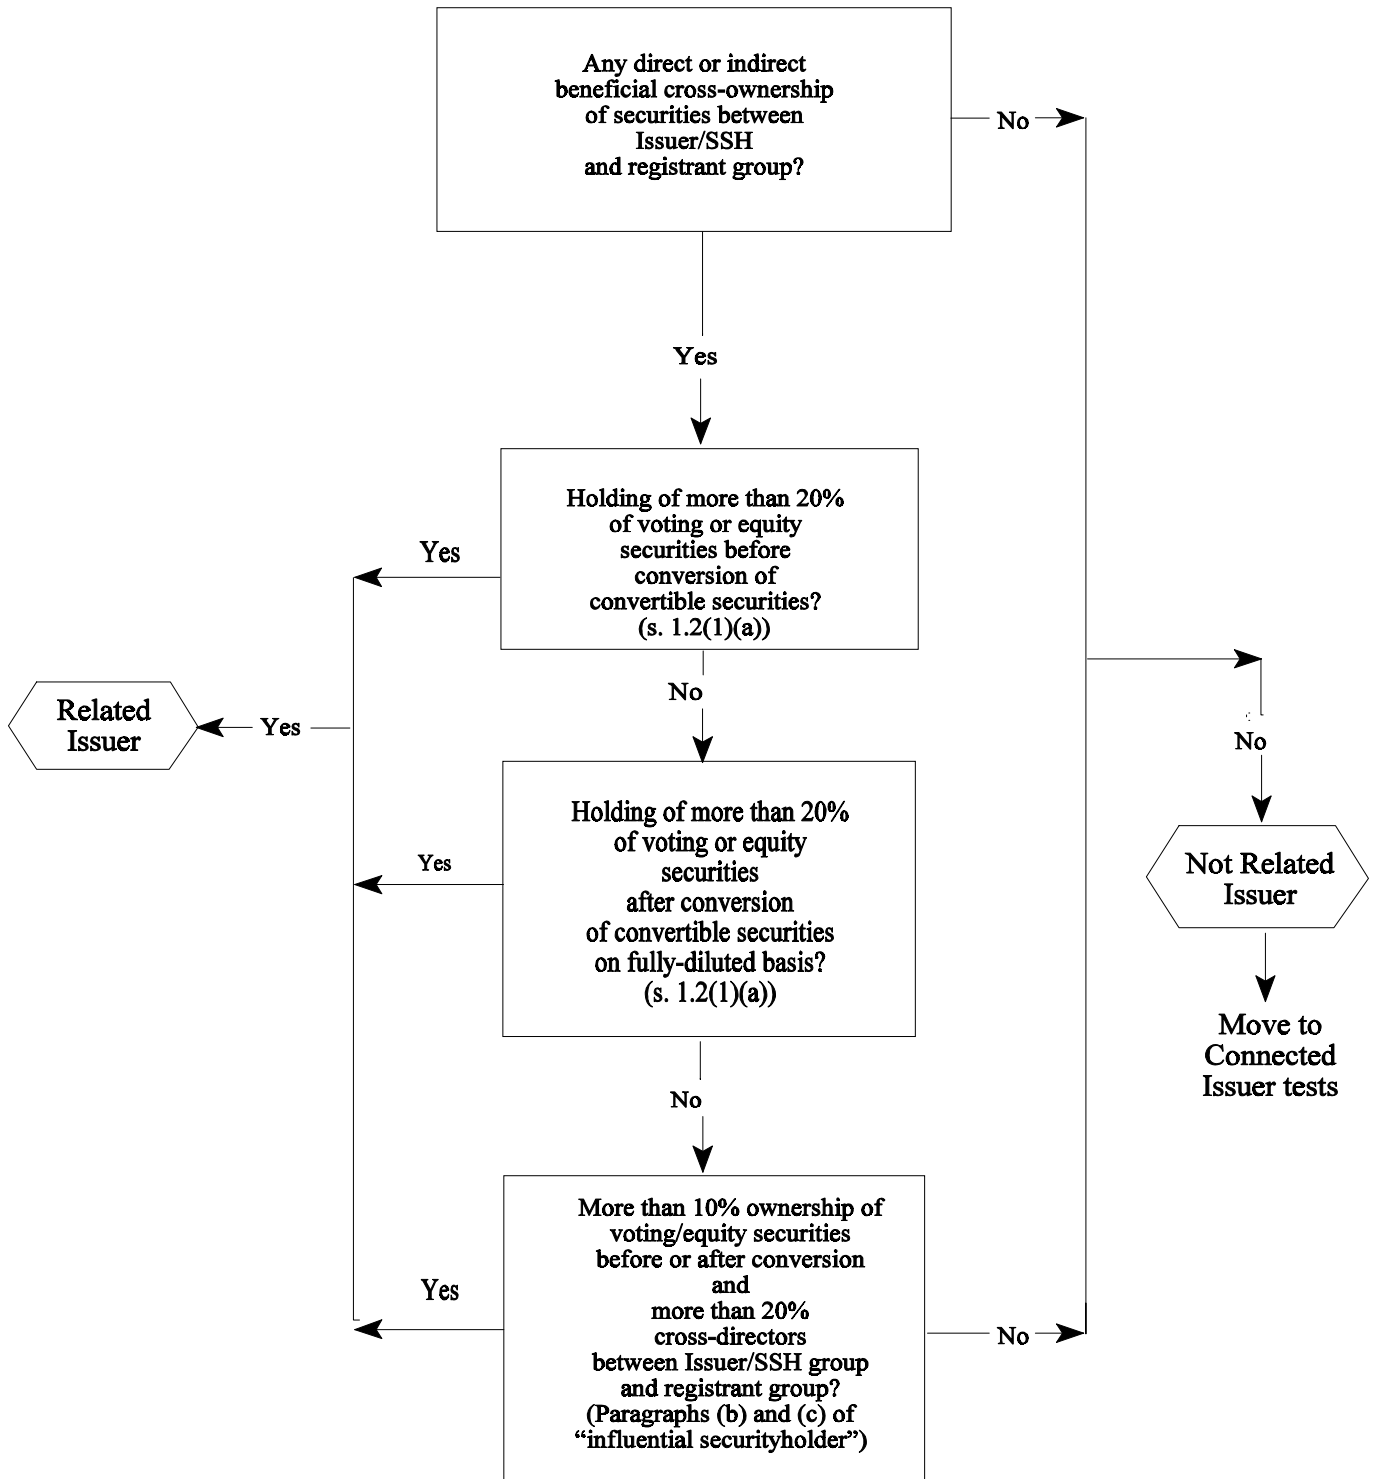 Any direct or indirect
beneficial cross-ownership
of securities between
Issuer/SSH
and registrant group?
No
Yes
Holding of more than 20%
of voting or equity
securities before
conversion of
convertible securities?
(s. 1.2(1)(a))
Yes
No
Related
Issuer
Yes
No
Holding of more than 20%
of voting or equity
securities
after conversion
of convertible securities
on fully-diluted basis?
(s. 1.2(1)(a))
Yes
Not Related
Issuer
Move to
Connected
Issuer tests
No
More than 10% ownership of
voting/equity securities
before or after conversion
and
more than 20%
cross-directors
between Issuer/SSH group
and registrant group?
(Paragraphs (b) and (c) of
“influential securityholder”)
Yes
No